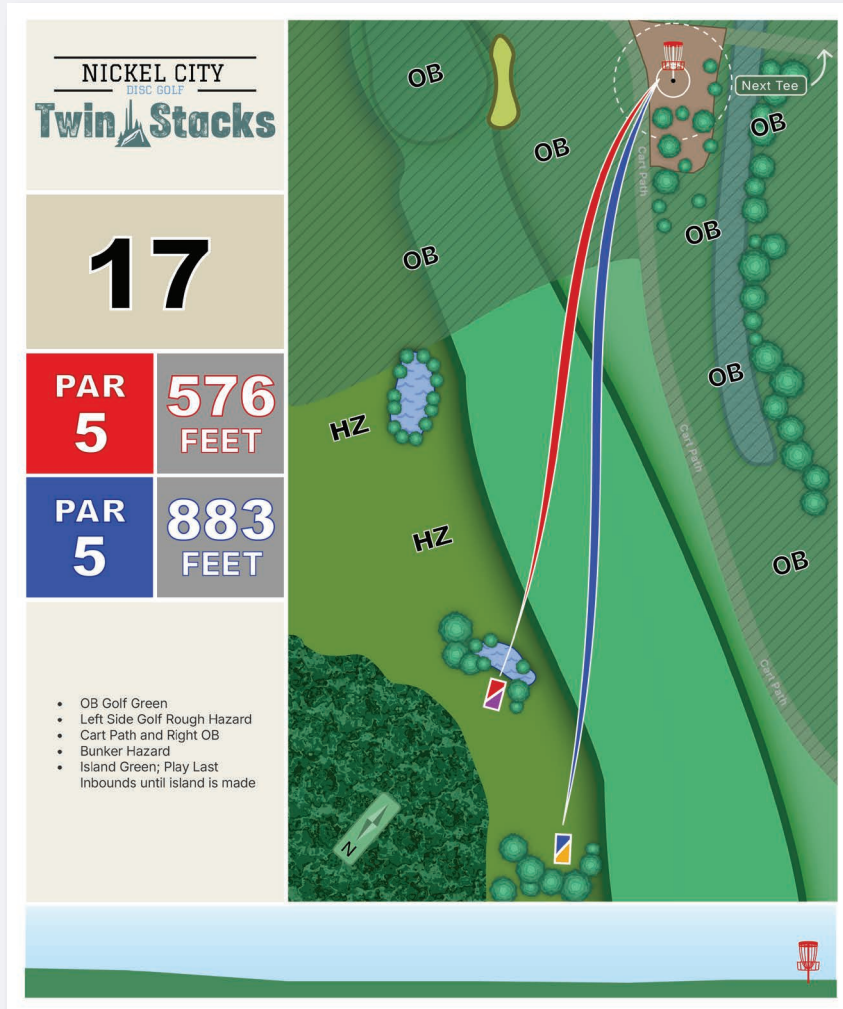 NICKEL CITY
DISC GOLF
Twin Stacks
17
PAR
5
576
FEET
PAR
5
883
FEET
• OB Golf Green
• Left Side Golf Rough Hazard
• Cart Path and Right OB
• Bunker Hazard
• Island Green; Play Last
Inbounds until island is made
OB
Next Tee
OB
OB
Cart Path
OB
OB
OB
HZ
Cart Path
HZ
OB
Cart Path
N